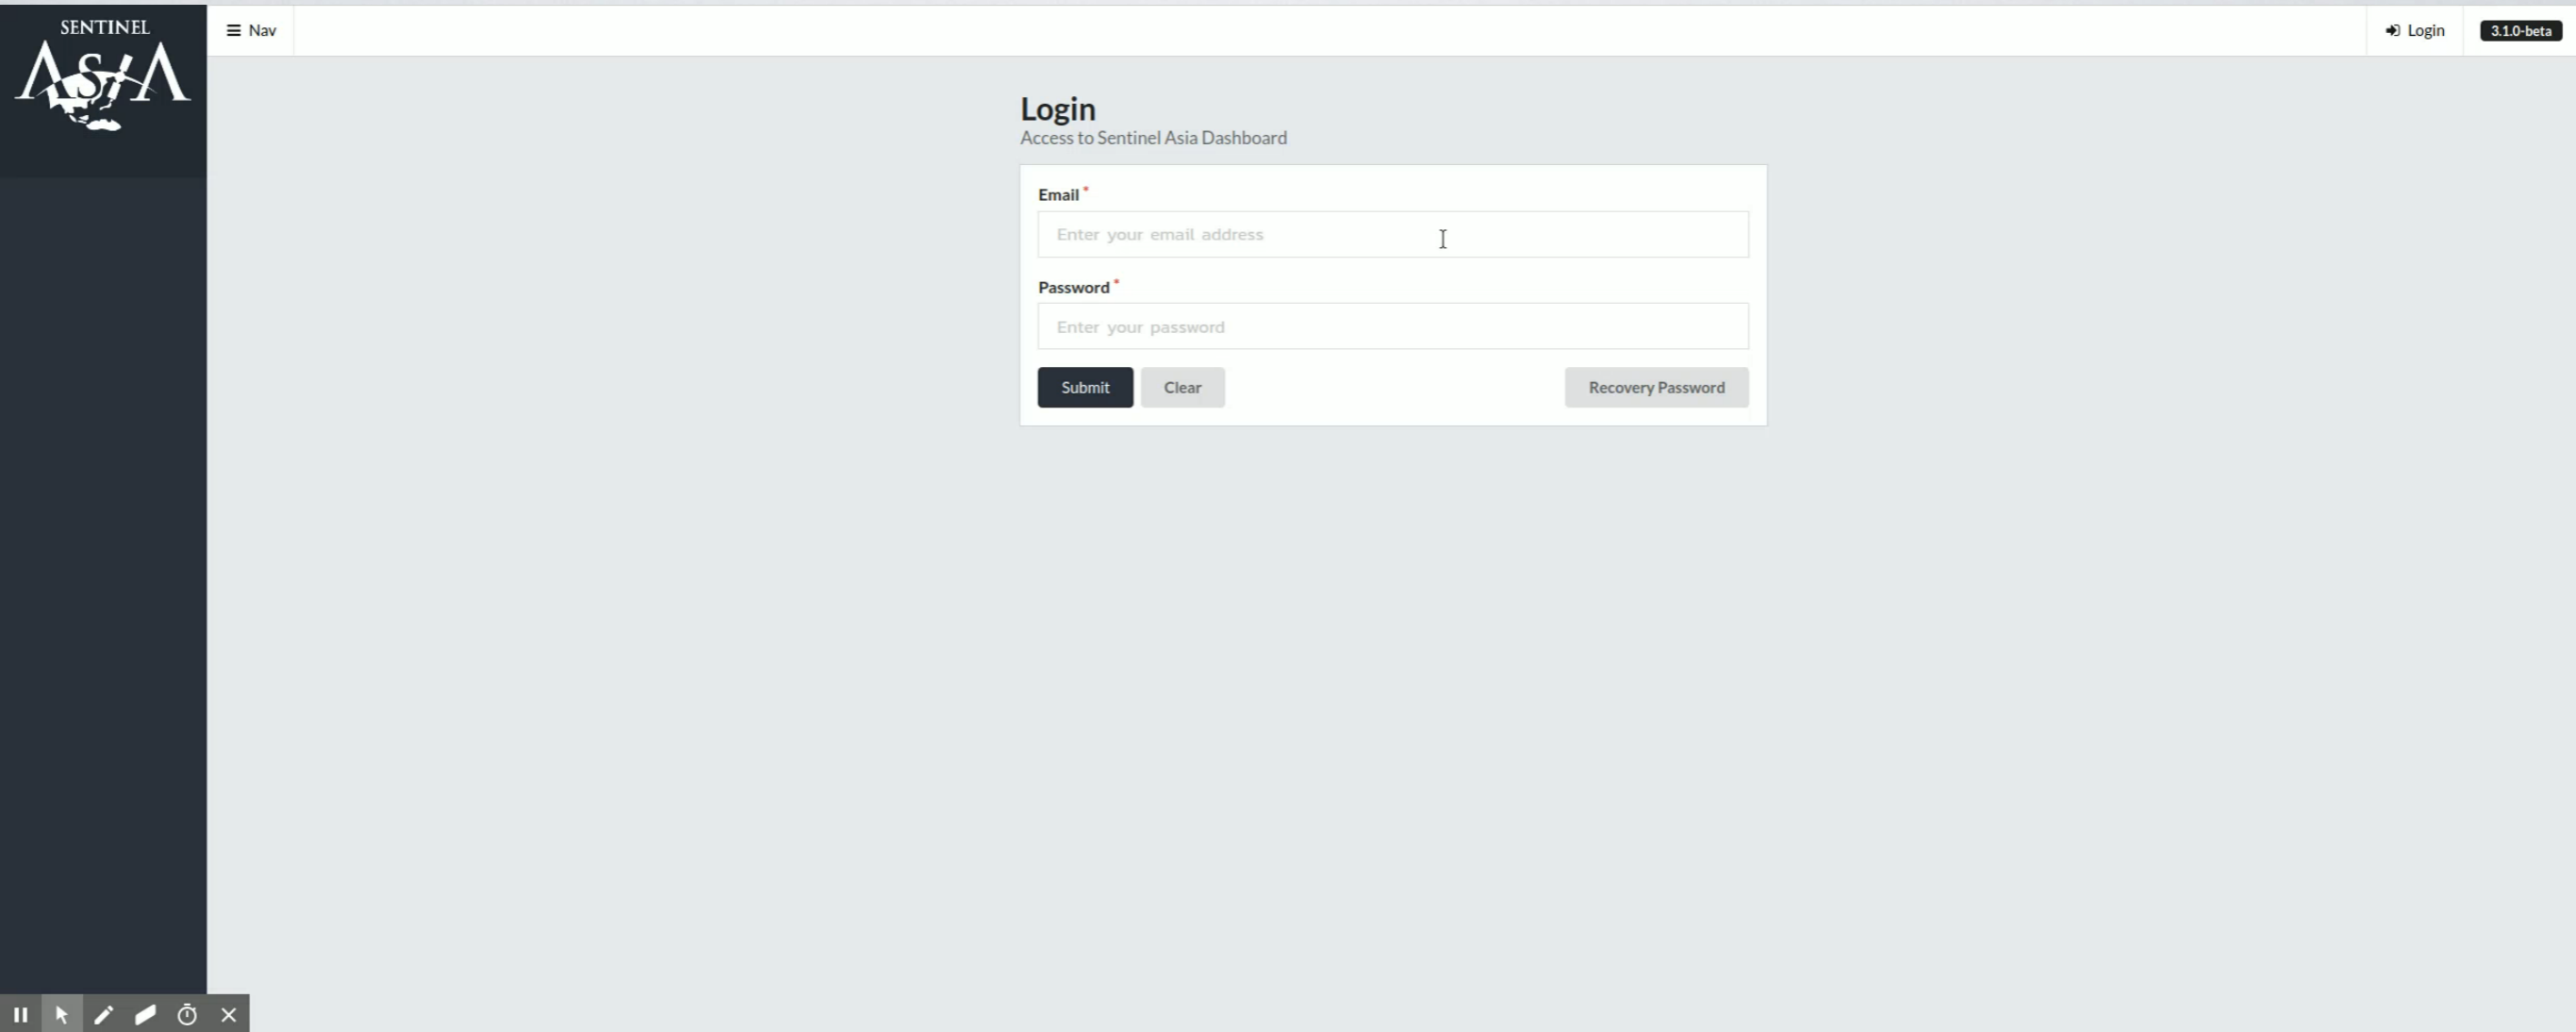 SENTINEL
ASIA
Nav
Login
3.1.0-beta
Login
Access to Sentinel Asia Dashboard
Email *
Enter your email address
Password *
Enter your password
Submit
Clear
Recovery Password